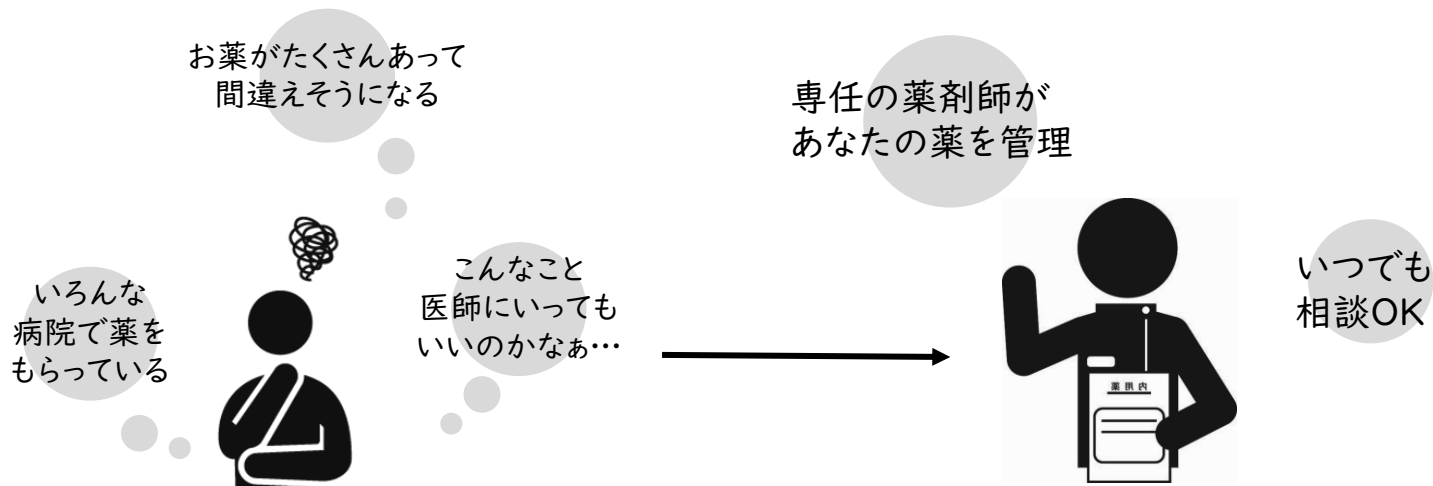 お薬がたくさんあって
間違えそうになる
いろんな
病院で薬を
もらっている
こんなこと
医師にいっても
いいのかなぁ…
専任の薬剤師が
あなたの薬を管理
いつでも
相談OK
薬服内